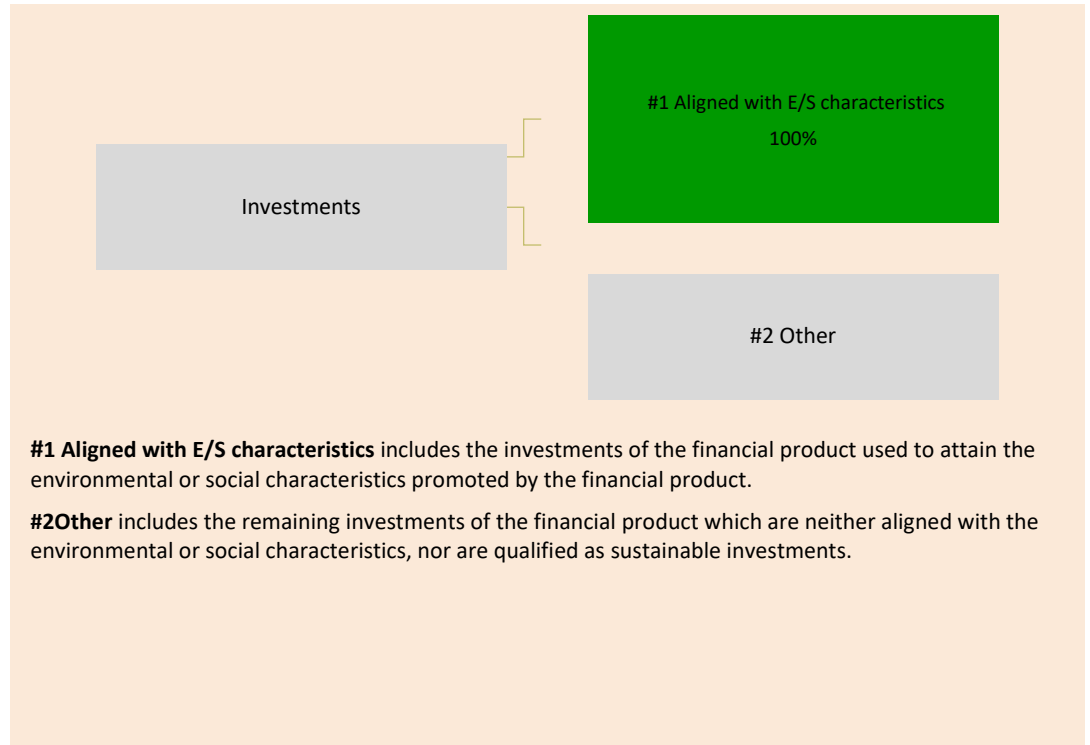 #1 Aligned with E/S characteristics
100%
Investments
#2 Other
#1 Aligned with E/S characteristics includes the investments of the financial product used to attain the
environmental or social characteristics promoted by the financial product.
#2Other includes the remaining investments of the financial product which are neither aligned with the
environmental or social characteristics, nor are qualified as sustainable investments.